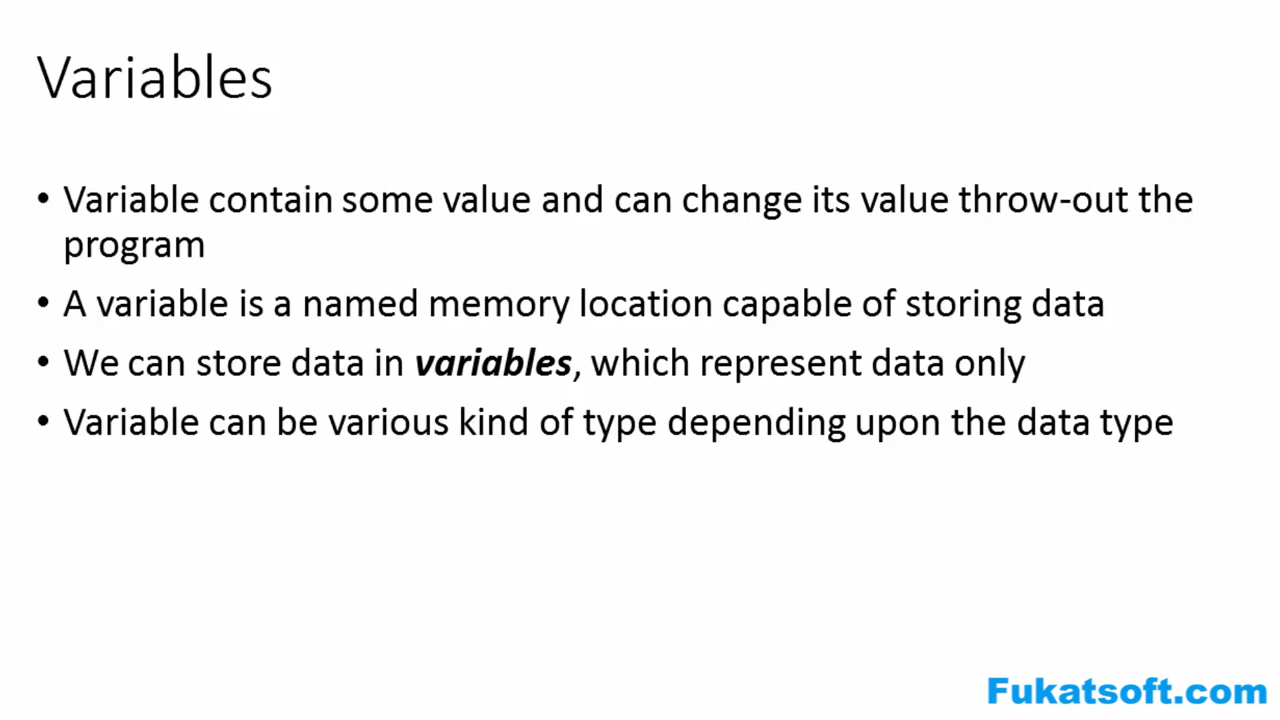 Variables
• Variable contain some value and can change its value throw-out the
program
• A variable is a named memory location capable of storing data
• We can store data in variables, which represent data only
• Variable can be various kind of type depending upon the data type
Fukatsoft.com